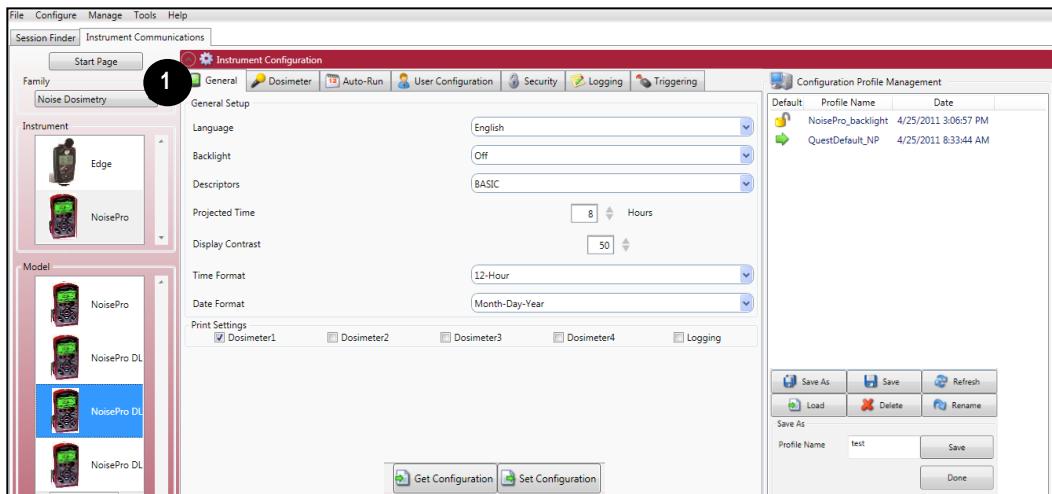 File Configure Manage Tools Help
Session Finder Instrument Communications
Start Page
Family
Noise Dosimetry
Instrument
Edge
NoisePro
Model
NoisePro
NoisePro DL
NoisePro DL
NoisePro DL
1
Instrument Configuration
General Dosimeter 12 Auto-Run User Configuration Security Logging Triggering
General Setup
Language English
Backlight Off
Descriptors BASIC
Projected Time 8 Hours
Display Contrast 50
Time Format 12-Hour
Date Format Month-Day-Year
Print Settings
Dosimeter1 Dosimeter2 Dosimeter3 Dosimeter4 Logging
Get Configuration Set Configuration
Configuration Profile Management
Default Profile Name Date
NoisePro_backlight 4/25/2011 3:06:57 PM
QuestDefault_NP 4/25/2011 8:33:44 AM
Save As Save Refresh
Load Delete Rename
Save As
Profile Name test Save
Done